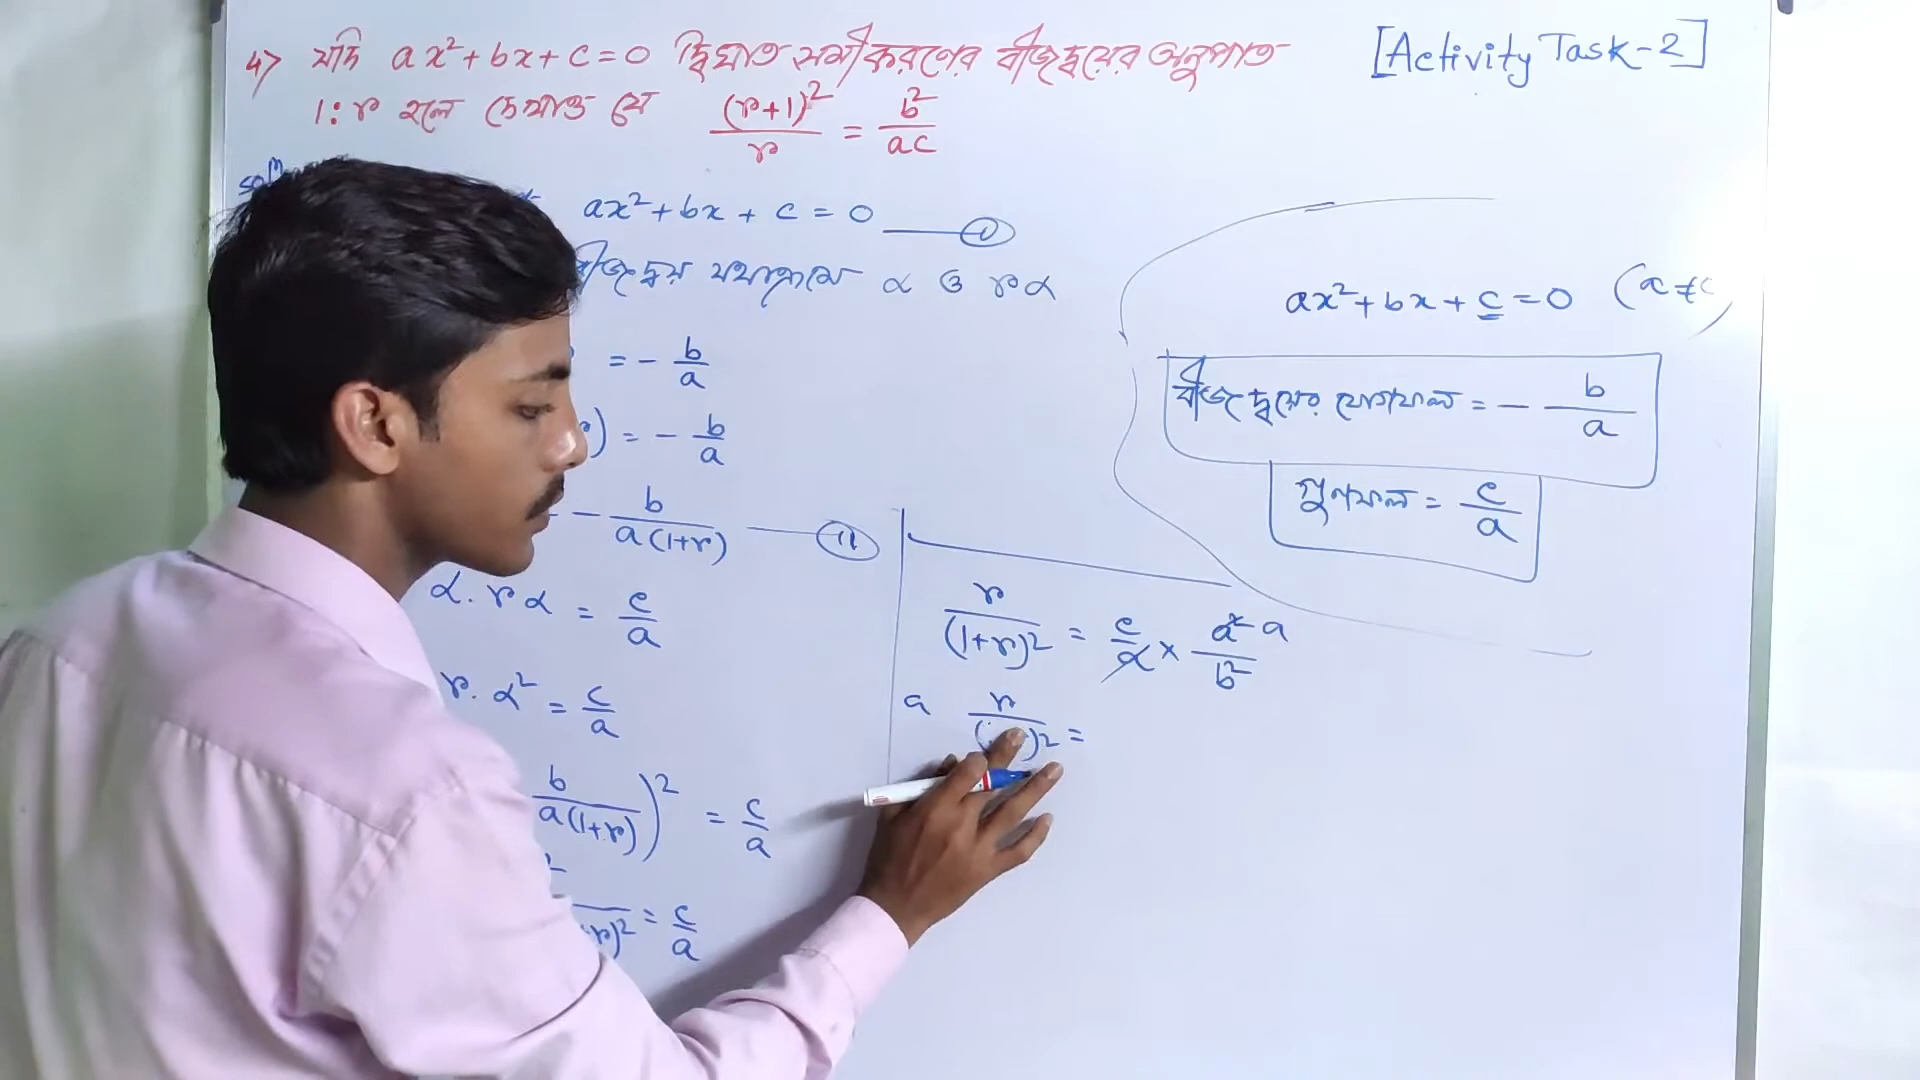 4> যদি ax² + bx + c = 0 দ্বিঘাত সমীকরণের বীজদ্বয়ের অনুপাত
[Activity Task-2]
1:r হলে দেখাও যে (r+1)²/r = b²/ac
solⁿ
ax² + bx + c = 0 —— (i)
বীজদ্বয় যথাক্রমে α ও rα
= - b/a
) = - b/a
- b/a(1+r) —— (ii)
α. rα = c/a
r. α² = c/a
b/a(1+r))² = c/a
r)² = c/a
r/(1+r)² = c/a × a² a/b²
a r/( )² =
ax² + bx + c = 0 (a ≠
বীজদ্বয়ের যোগফল = - b/a
গুণফল = c/a